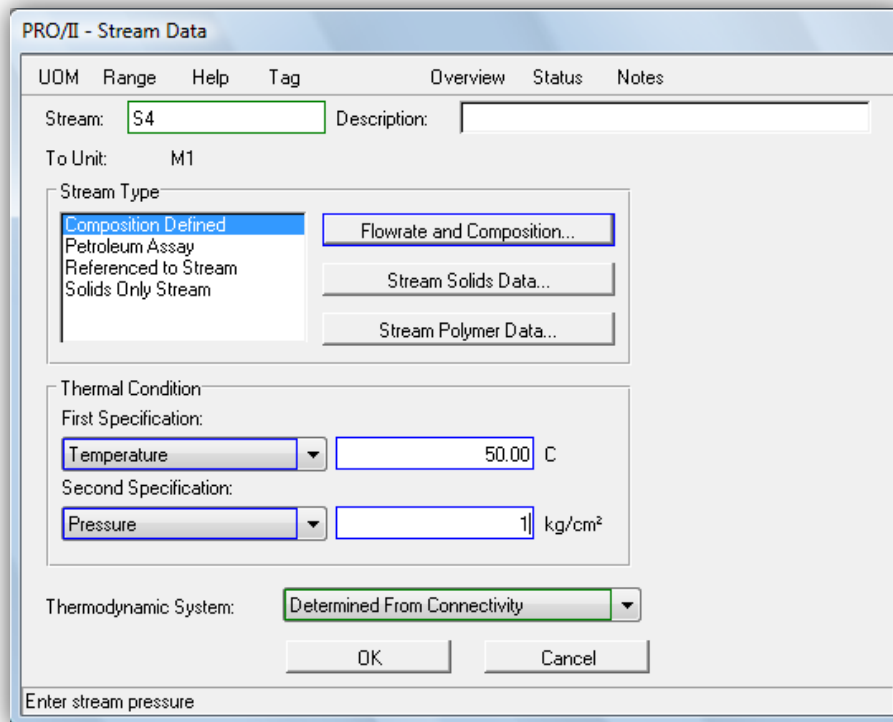 PRO/II - Stream Data
UOM Range Help Tag Overview Status Notes
Stream: S4 Description:
To Unit: M1
Stream Type
Composition Defined
Petroleum Assay
Referenced to Stream
Solids Only Stream
Flowrate and Composition...
Stream Solids Data...
Stream Polymer Data...
Thermal Condition
First Specification:
Temperature 50.00 C
Second Specification:
Pressure 1 kg/cm²
Thermodynamic System: Determined From Connectivity
OK Cancel
Enter stream pressure